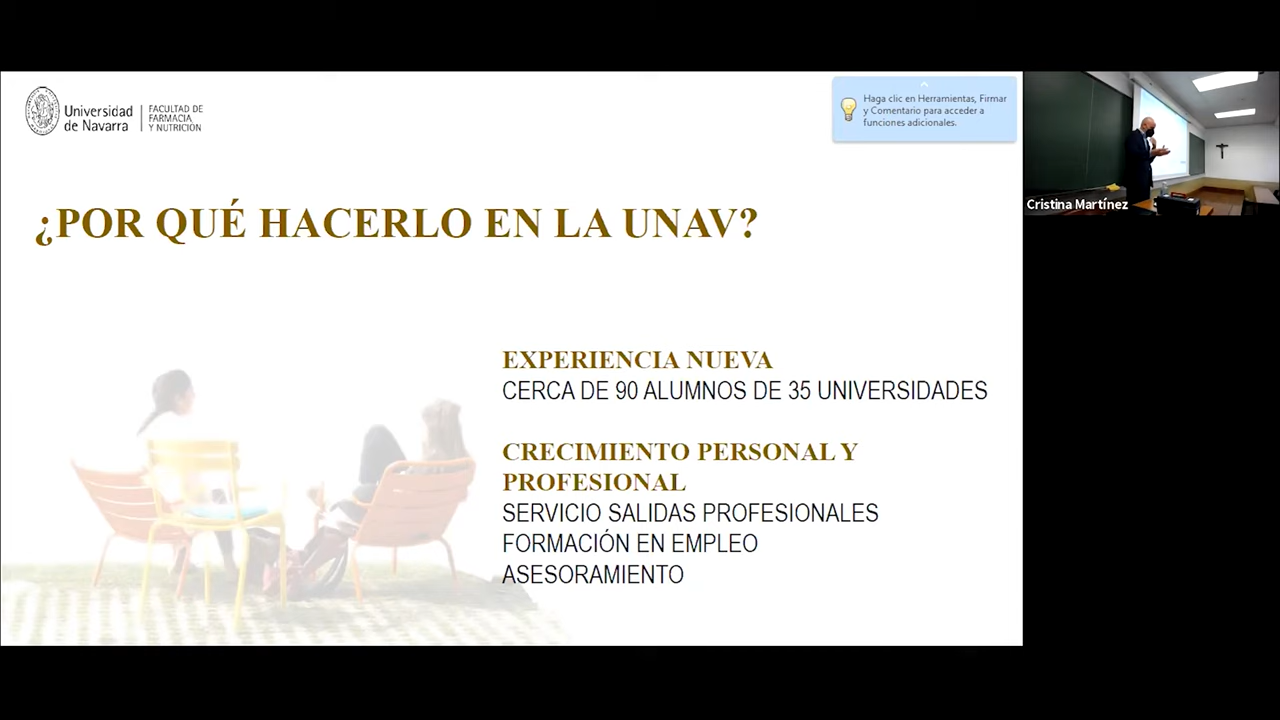 Universidad
de Navarra
FACULTAD DE
FARMACIA
Y NUTRICION
Haga clic en Herramientas, Firmar
y Comentario para acceder a
funciones adicionales.
Cristina Martínez
¿POR QUÉ HACERLO EN LA UNAV?
EXPERIENCIA NUEVA
CERCA DE 90 ALUMNOS DE 35 UNIVERSIDADES
CRECIMIENTO PERSONAL Y
PROFESIONAL
SERVICIO SALIDAS PROFESIONALES
FORMACIÓN EN EMPLEO
ASESORAMIENTO